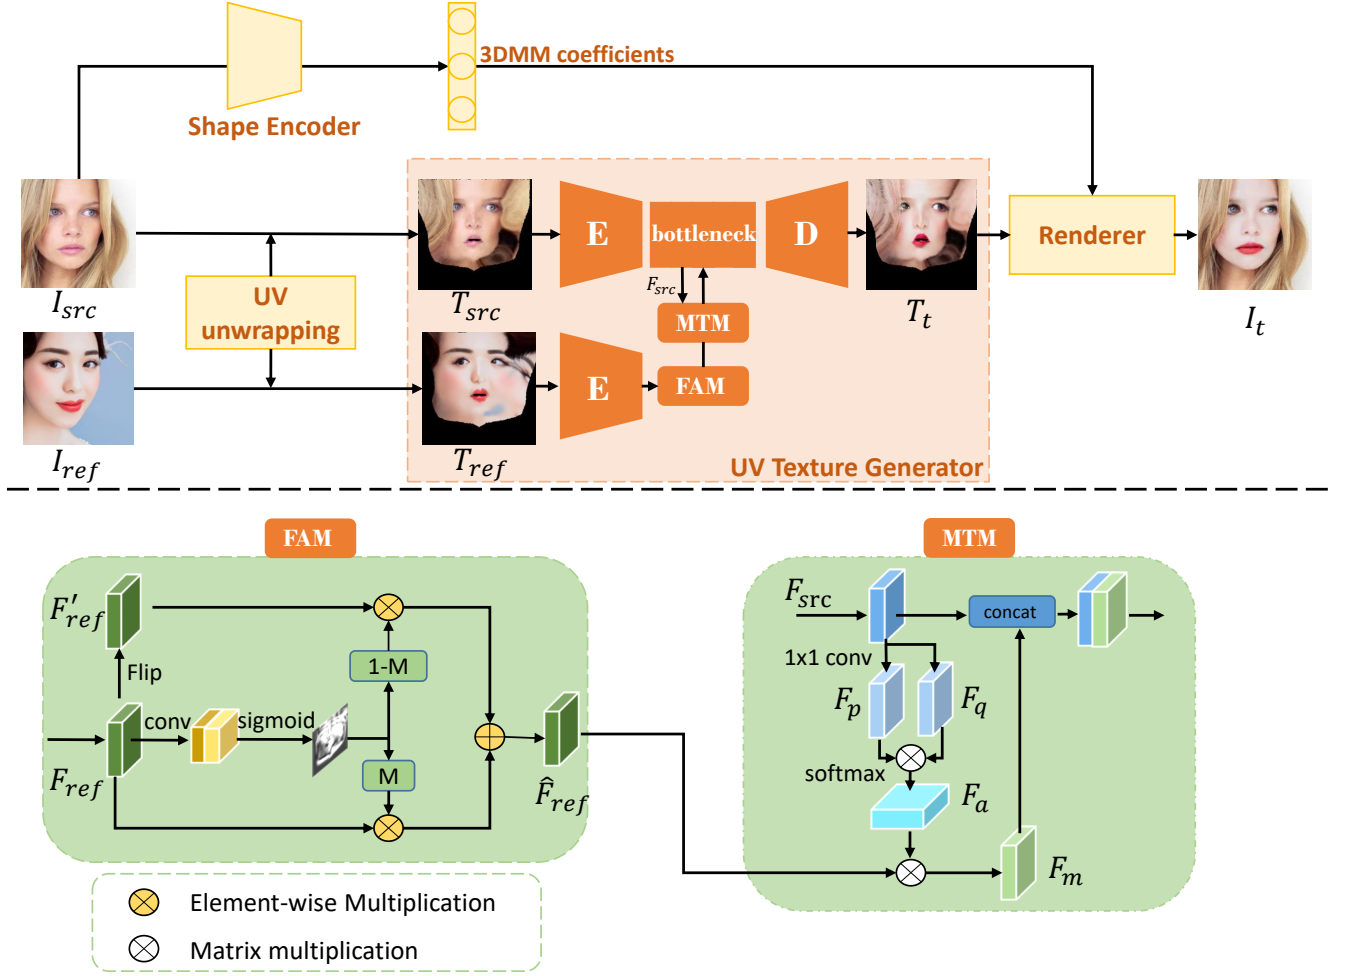 3DMM coefficients
Shape Encoder
I_src
UV
unwrapping
I_ref
T_src
T_ref
E
bottleneck
D
F_src
MTM
E
FAM
T_t
UV Texture Generator
Renderer
I_t
FAM
F'_ref
Flip
F_ref
conv
sigmoid
1-M
M
F̂_ref
MTM
F_src
concat
1x1 conv
F_p
F_q
softmax
F_a
F_m
Element-wise Multiplication
Matrix multiplication